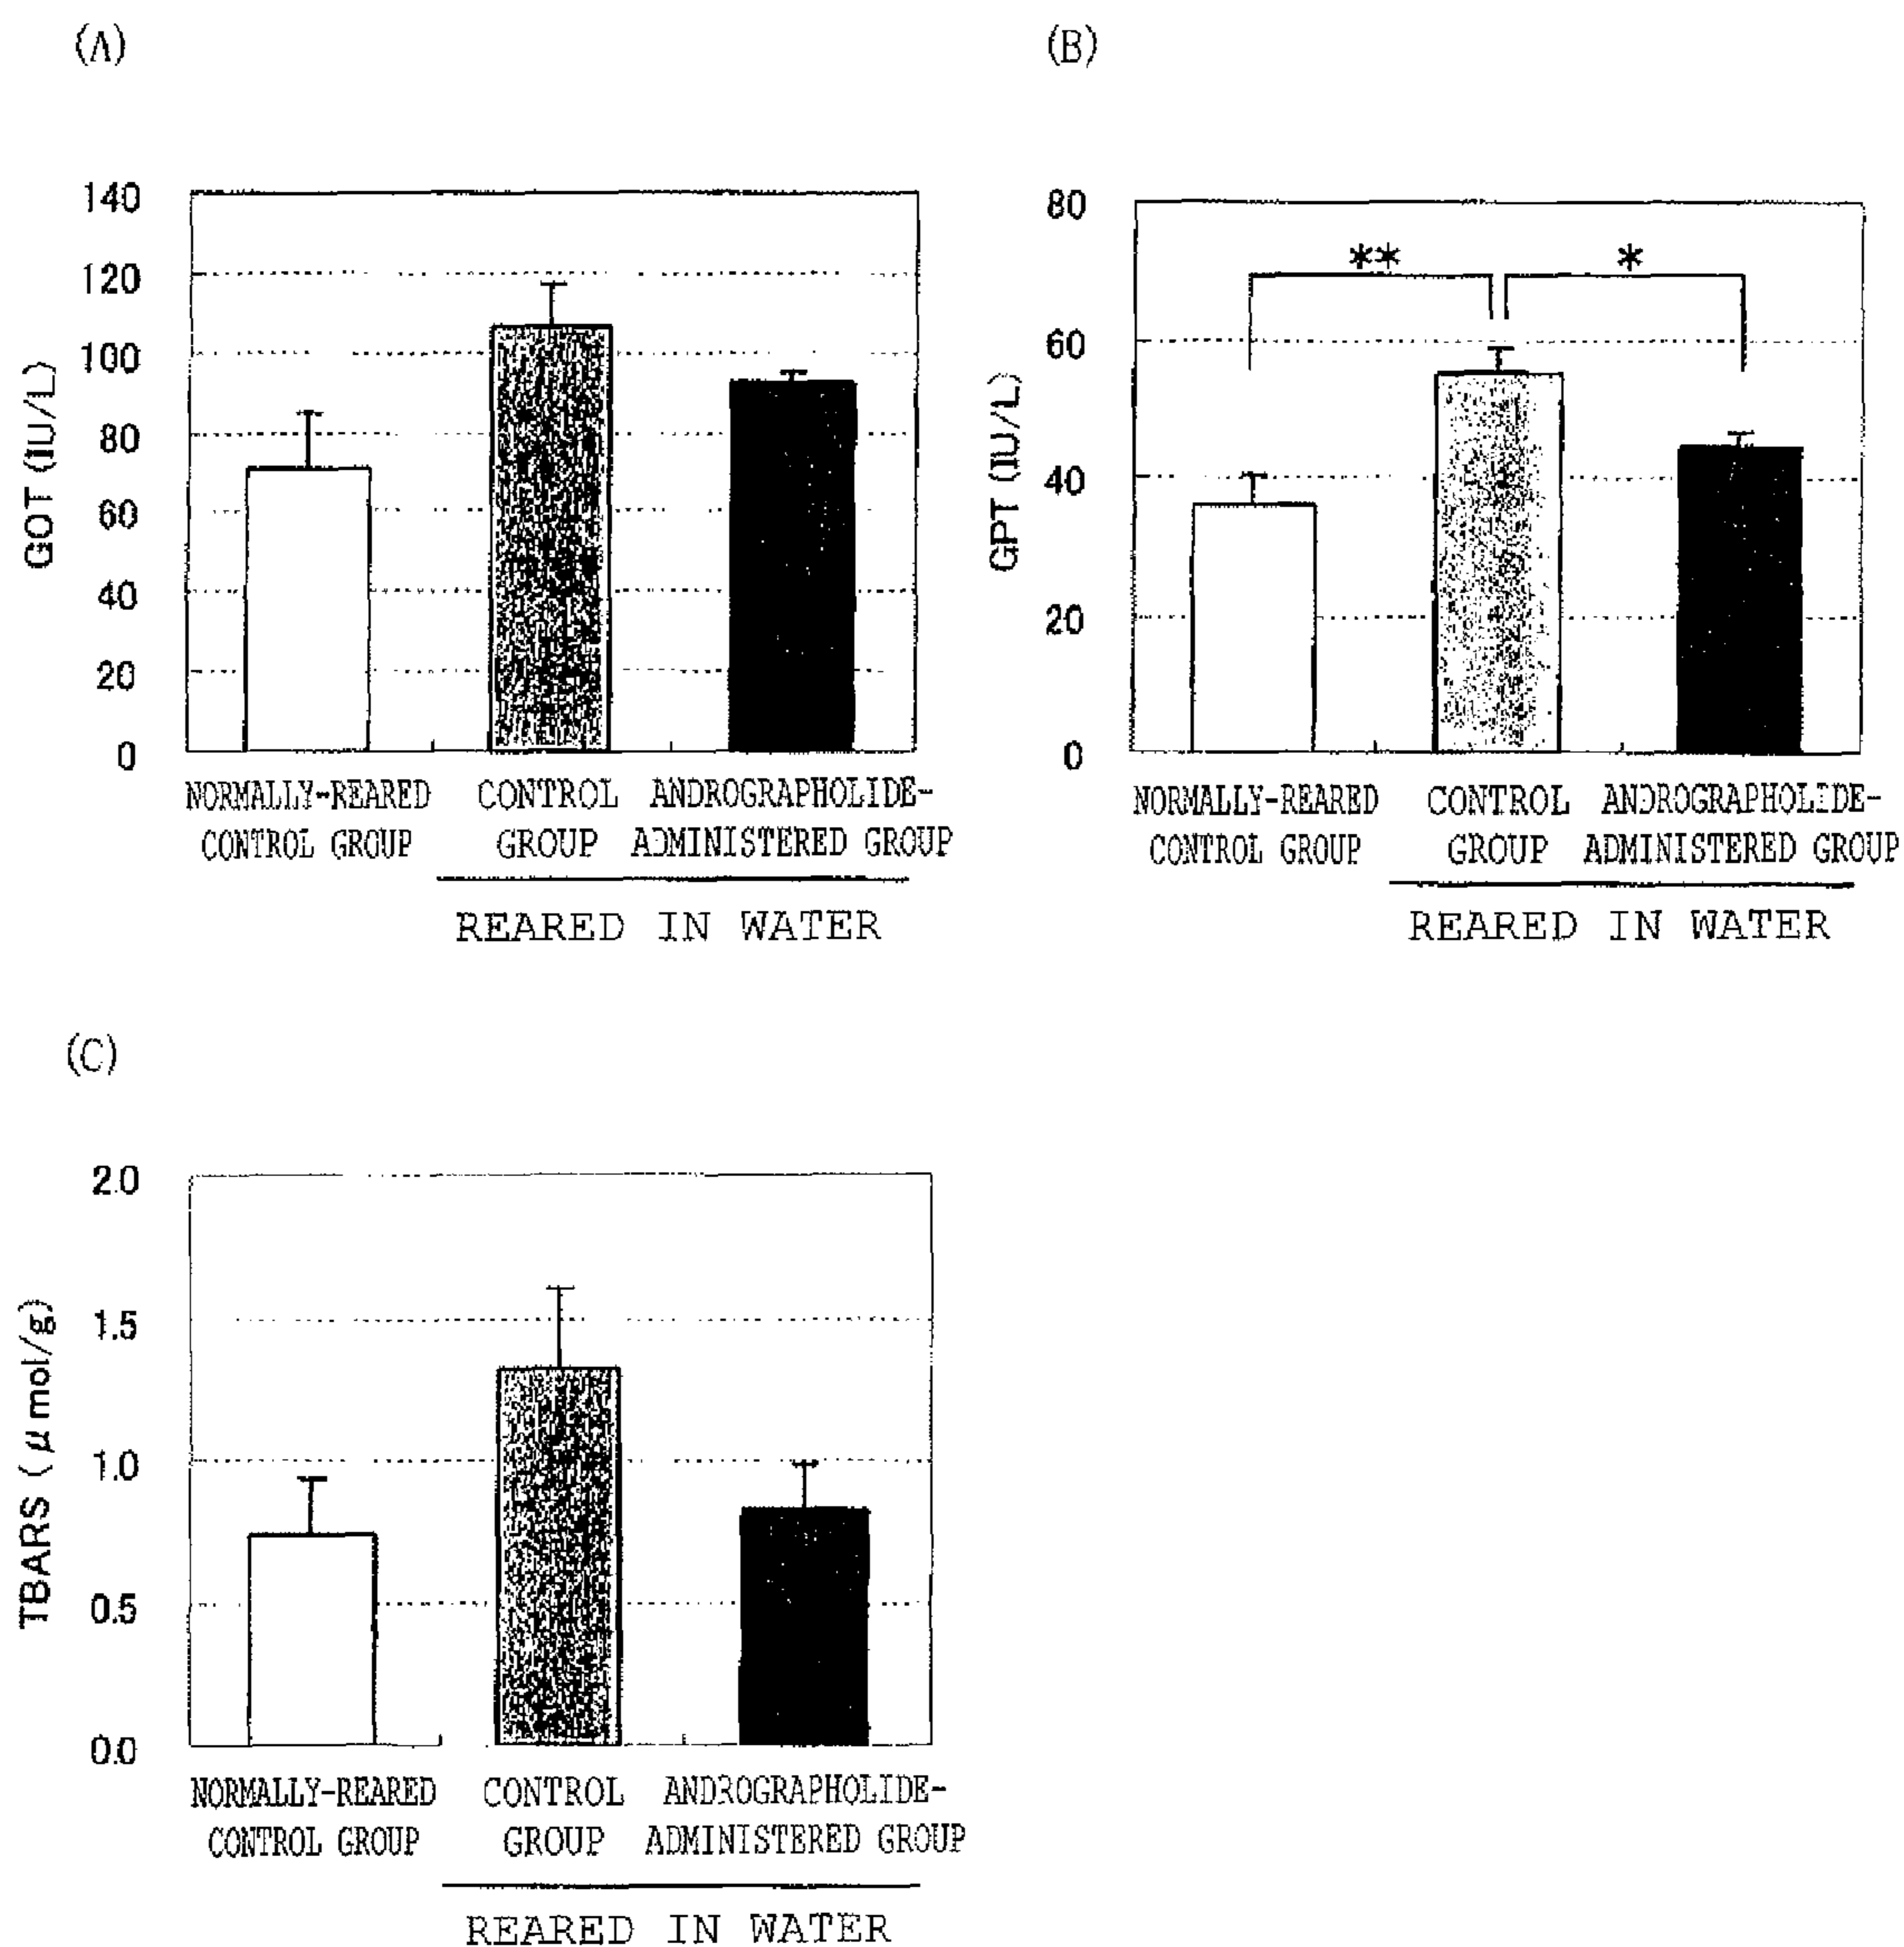 (A)
GOT (IU/L)
140
120
100
80
60
40
20
0
NORMALLY-REARED
CONTROL GROUP
CONTROL
GROUP
ANDROGRAPHOLIDE-
ADMINISTERED GROUP
REARED IN WATER
(B)
GPT (IU/L)
80
60
40
20
0
**
*
NORMALLY-REARED
CONTROL GROUP
CONTROL
GROUP
ANDROGRAPHOLIDE-
ADMINISTERED GROUP
REARED IN WATER
(C)
TBARS (μmol/g)
2.0
1.5
1.0
0.5
0.0
NORMALLY-REARED
CONTROL GROUP
CONTROL
GROUP
ANDROGRAPHOLIDE-
ADMINISTERED GROUP
REARED IN WATER